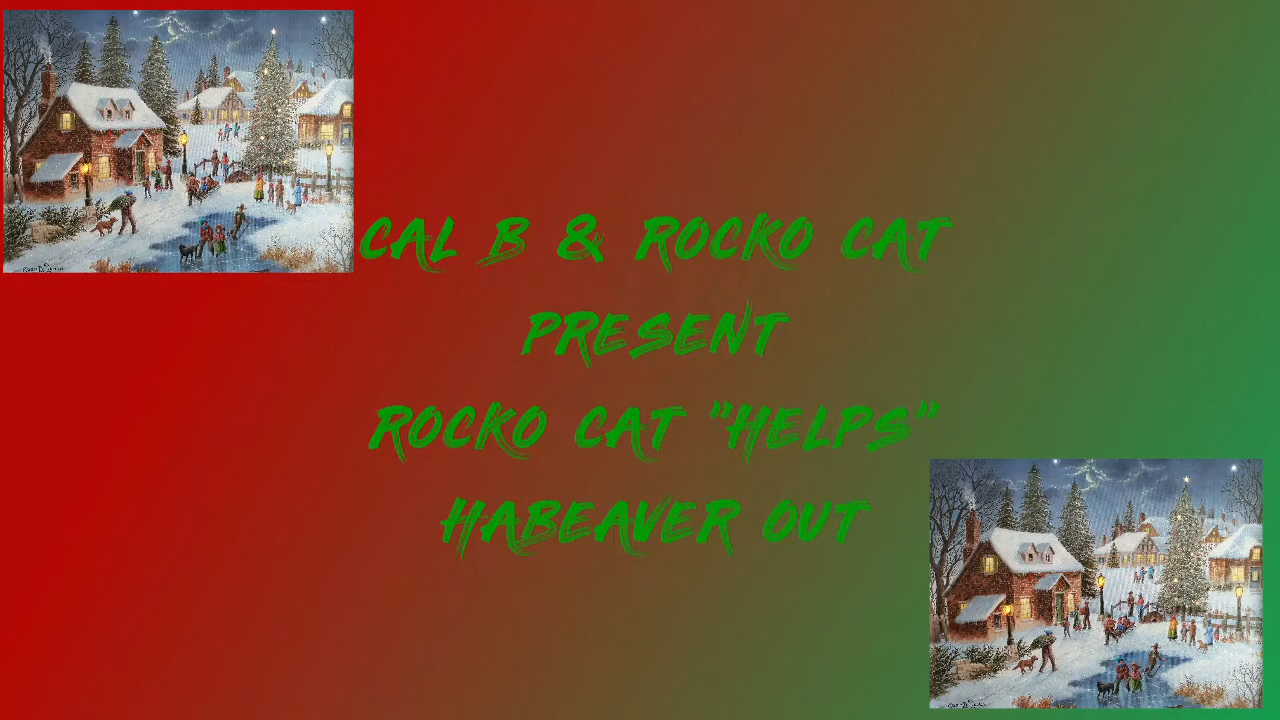 CAL B & ROCKO CAT
PRESENT
ROCKO CAT "HELPS"
HABEAVER OUT